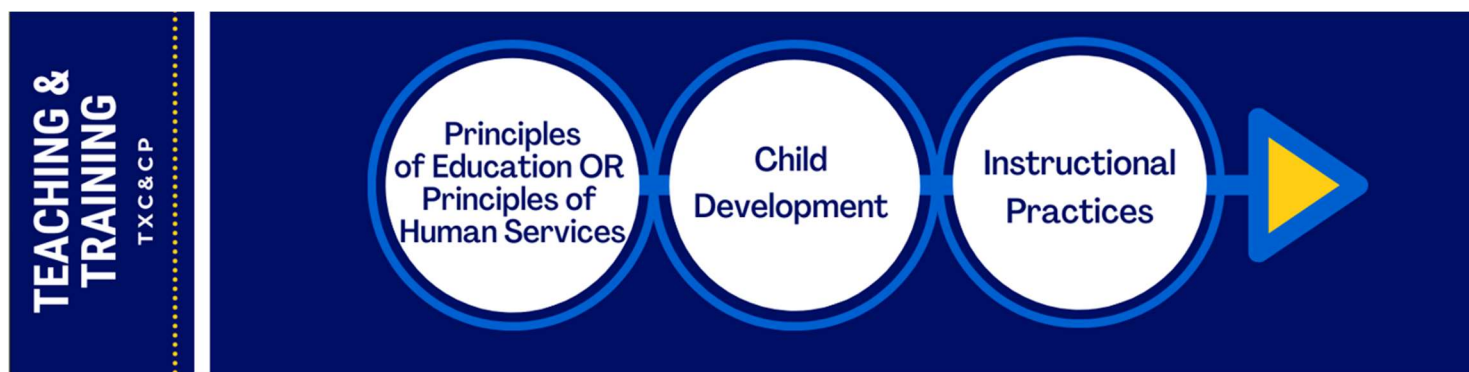 TEACHING &
TRAINING
TXC&CP
Principles
of Education OR
Principles of
Human Services
Child
Development
Instructional
Practices